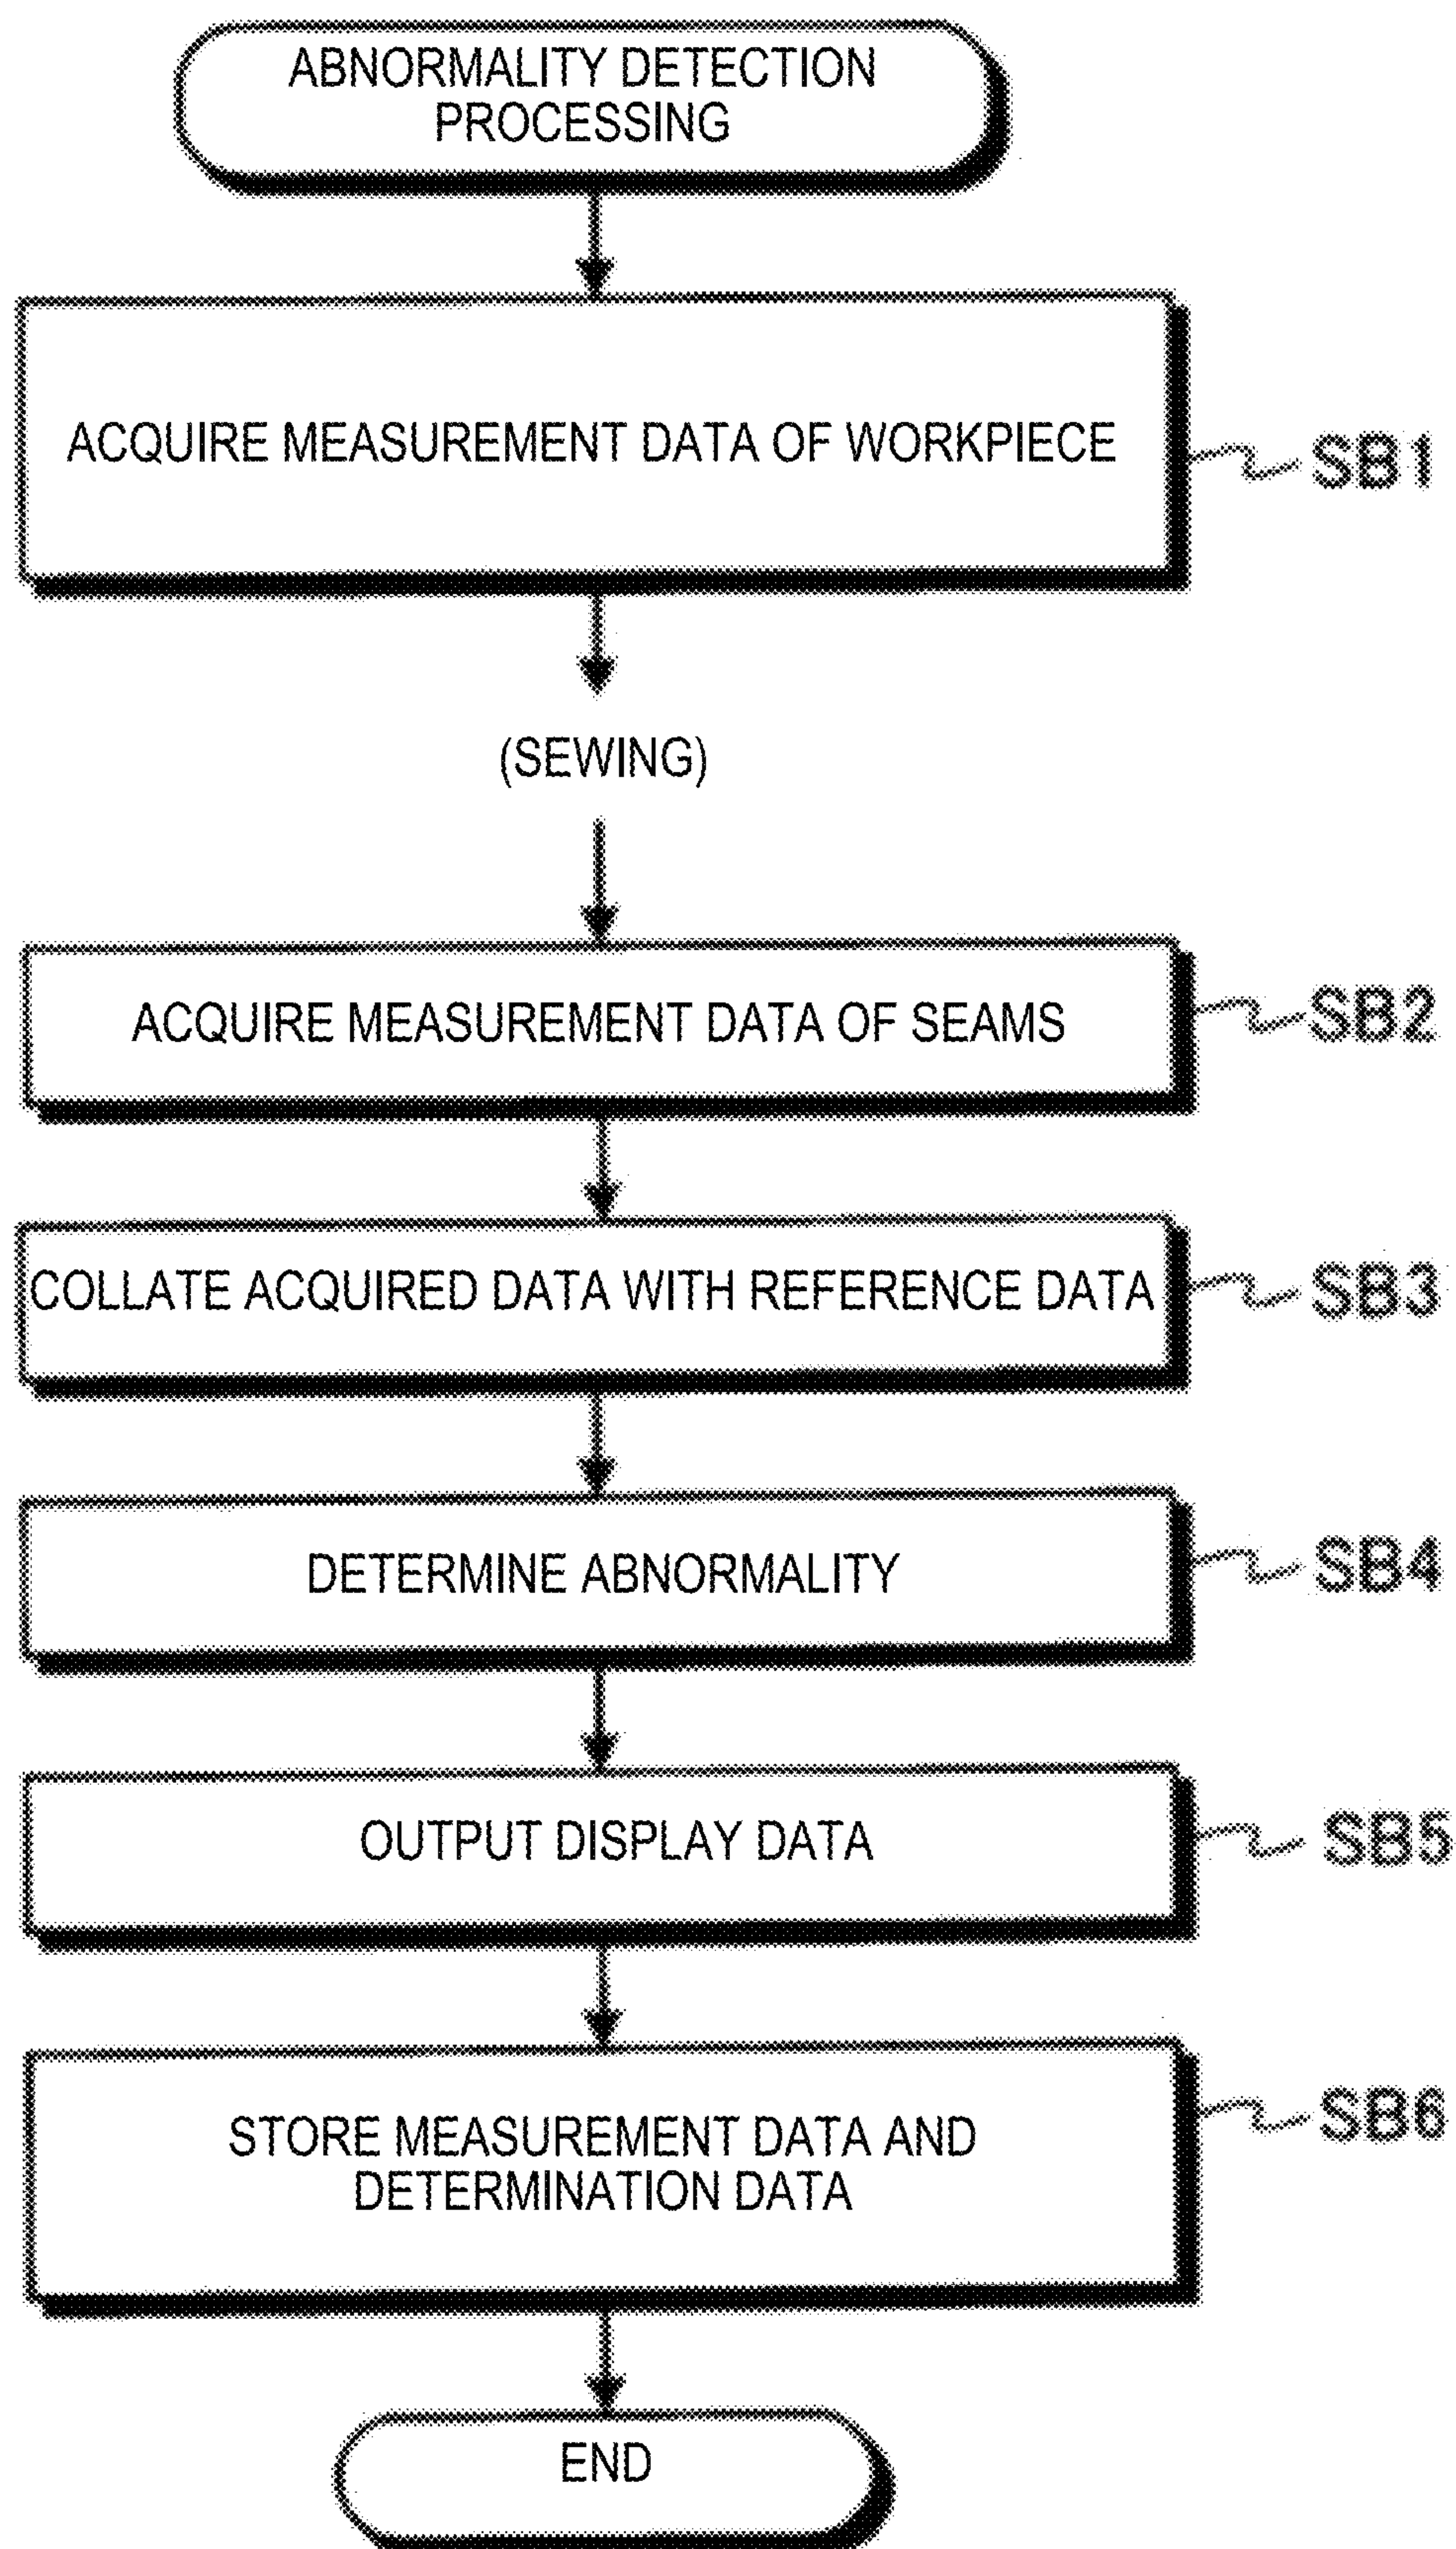 ABNORMALITY DETECTION
PROCESSING
ACQUIRE MEASUREMENT DATA OF WORKPIECE
SB1
(SEWING)
ACQUIRE MEASUREMENT DATA OF SEAMS
SB2
COLLATE ACQUIRED DATA WITH REFERENCE DATA
SB3
DETERMINE ABNORMALITY
SB4
OUTPUT DISPLAY DATA
SB5
STORE MEASUREMENT DATA AND
DETERMINATION DATA
SB6
END